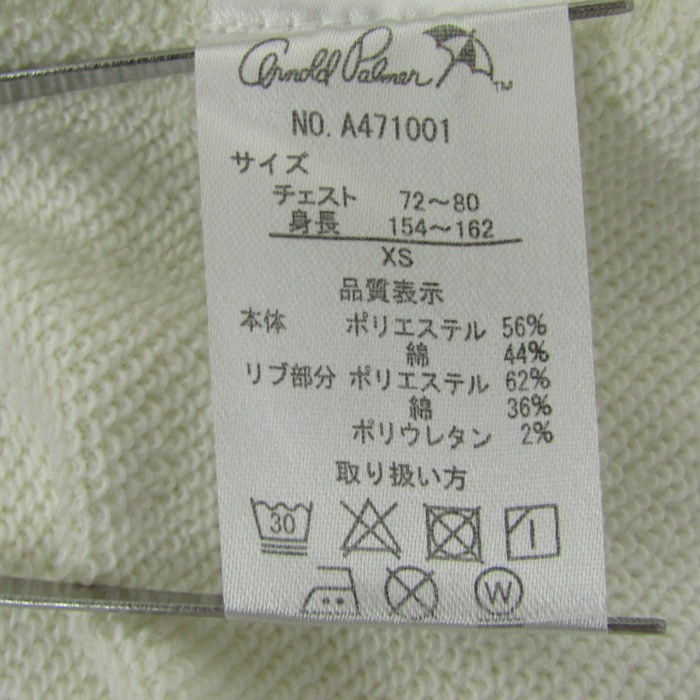 Arnold Palmer TM
NO. A471001
サイズ
チェスト 72～80
身長 154～162
XS
品質表示
本体 ポリエステル 56%
綿 44%
リブ部分 ポリエステル 62%
綿 36%
ポリウレタン 2%
取り扱い方
30
W